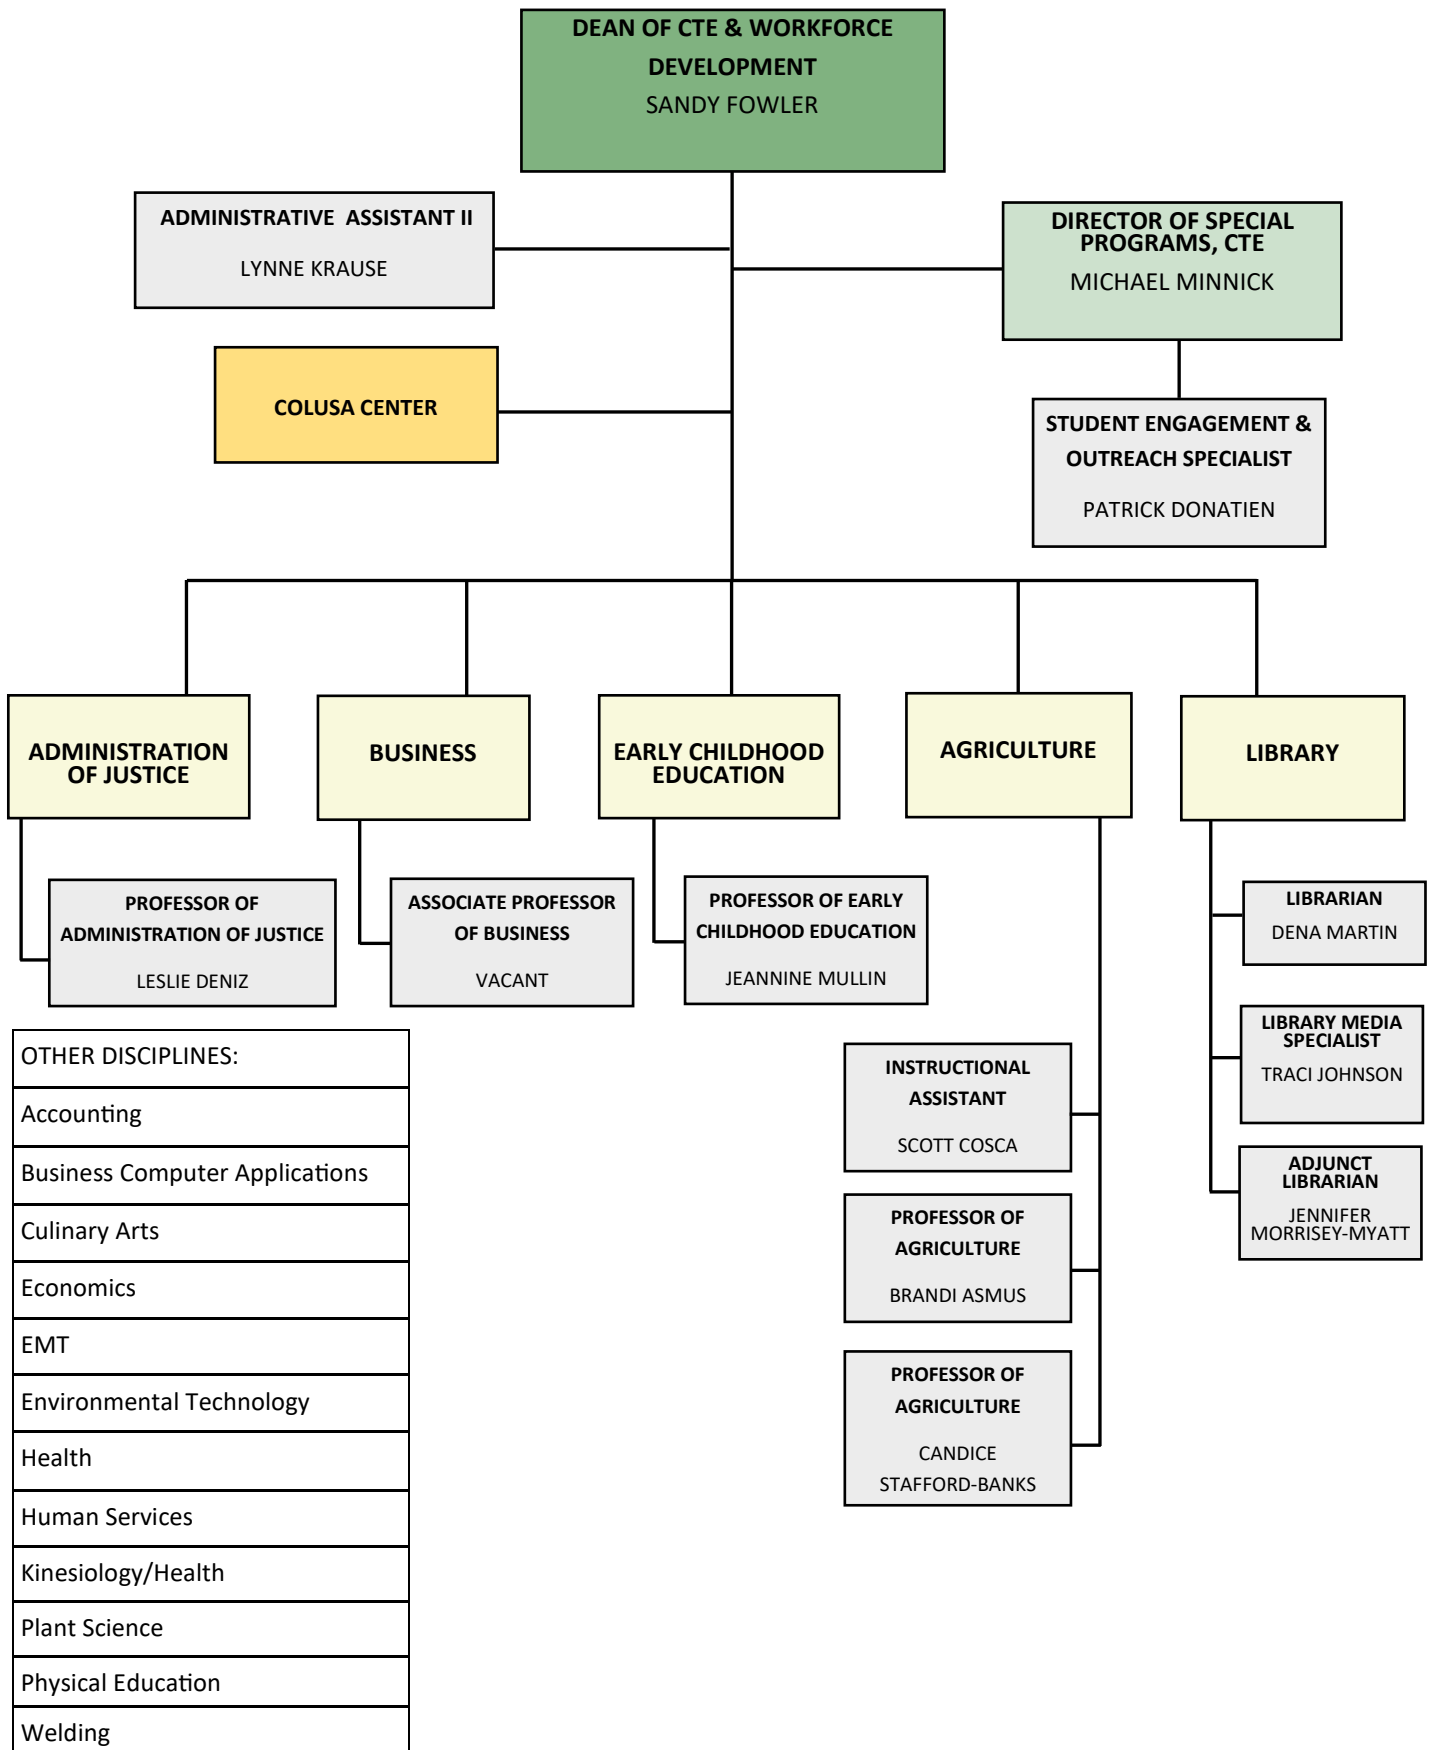 DEAN OF CTE & WORKFORCE
DEVELOPMENT
SANDY FOWLER
ADMINISTRATIVE ASSISTANT II
LYNNE KRAUSE
DIRECTOR OF SPECIAL
PROGRAMS, CTE
MICHAEL MINNICK
COLUSA CENTER
STUDENT ENGAGEMENT &
OUTREACH SPECIALIST
PATRICK DONATIEN
ADMINISTRATION
OF JUSTICE
BUSINESS
EARLY CHILDHOOD
EDUCATION
AGRICULTURE
LIBRARY
PROFESSOR OF
ADMINISTRATION OF JUSTICE
LESLIE DENIZ
ASSOCIATE PROFESSOR
OF BUSINESS
VACANT
PROFESSOR OF EARLY
CHILDHOOD EDUCATION
JEANNINE MULLIN
INSTRUCTIONAL
ASSISTANT
SCOTT COSCA
PROFESSOR OF
AGRICULTURE
BRANDI ASMUS
PROFESSOR OF
AGRICULTURE
CANDICE
STAFFORD-BANKS
LIBRARIAN
DENA MARTIN
LIBRARY MEDIA
SPECIALIST
TRACI JOHNSON
ADJUNCT
LIBRARIAN
JENNIFER
MORRISEY-MYATT
OTHER DISCIPLINES:
Accounting
Business Computer Applications
Culinary Arts
Economics
EMT
Environmental Technology
Health
Human Services
Kinesiology/Health
Plant Science
Physical Education
Welding